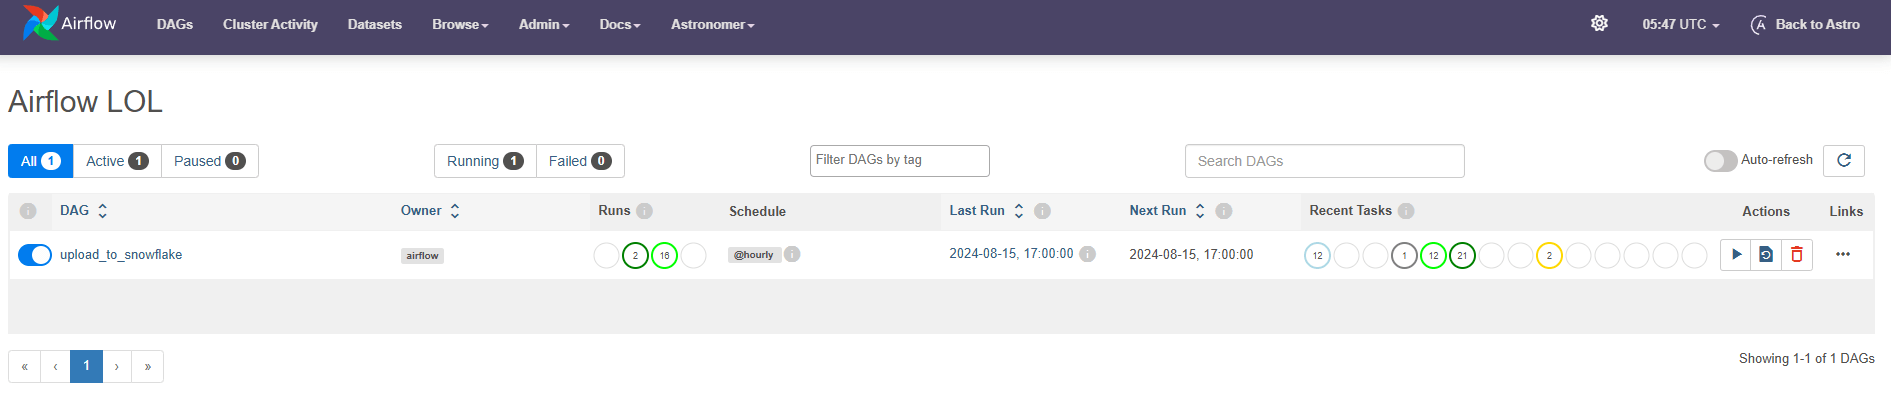 Airflow DAGs Cluster Activity Datasets Browse Admin Docs Astronomer 05:47 UTC Back to Astro
Airflow LOL
All 1 Active 1 Paused 0 Running 1 Failed 0 Filter DAGs by tag Search DAGs Auto-refresh
DAG Owner Runs Schedule Last Run Next Run Recent Tasks Actions Links
upload_to_snowflake airflow 2 16 @hourly 2024-08-15, 17:00:00 2024-08-15, 17:00:00 12 1 12 21 2
« ‹ 1 › » Showing 1-1 of 1 DAGs